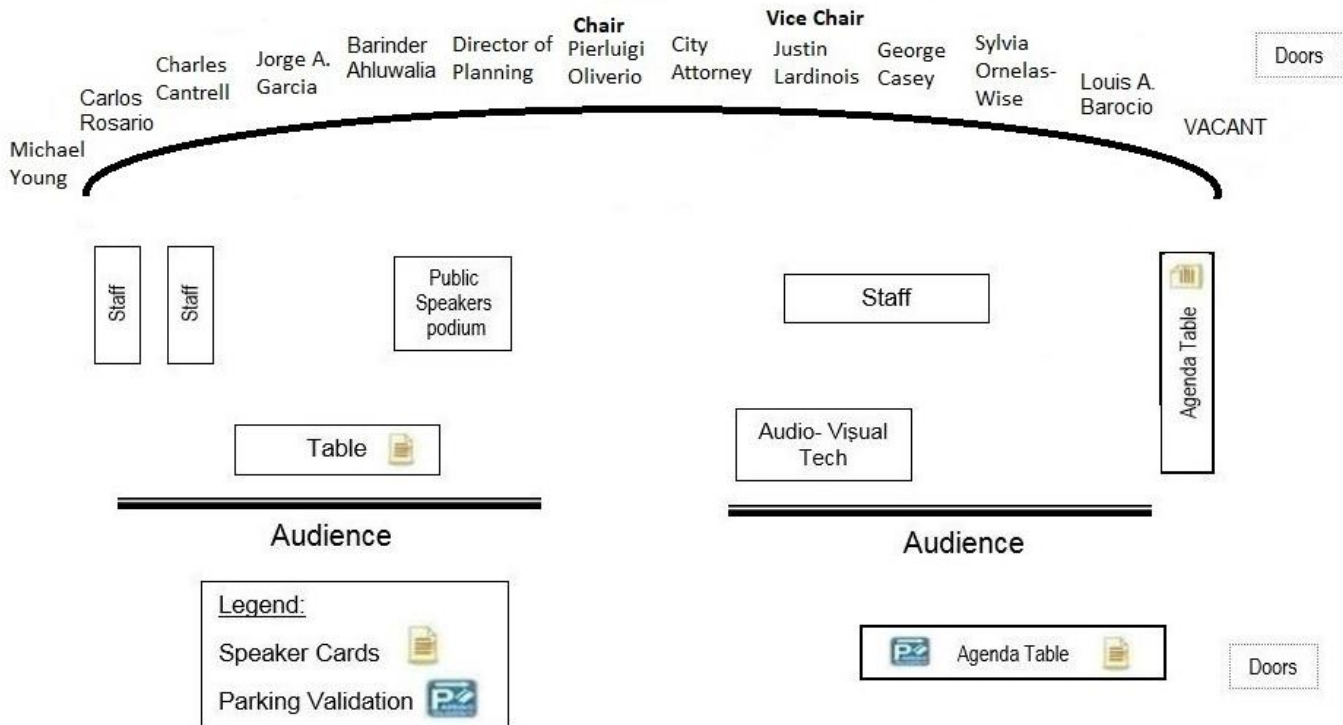 Michael
Young
Carlos
Rosario
Charles
Cantrell
Jorge A.
Garcia
Barinder
Ahluwalia
Director of
Planning
Chair
Pierluigi
Oliverio
City
Attorney
Vice Chair
Justin
Lardinois
George
Casey
Sylvia
Ornelas-
Wise
Louis A.
Barocio
VACANT
Doors
Staff
Staff
Public
Speakers
podium
Staff
Agenda Table
Table
Audio- Visual
Tech
Audience
Audience
Legend:
Speaker Cards
Parking Validation
Agenda Table
Doors